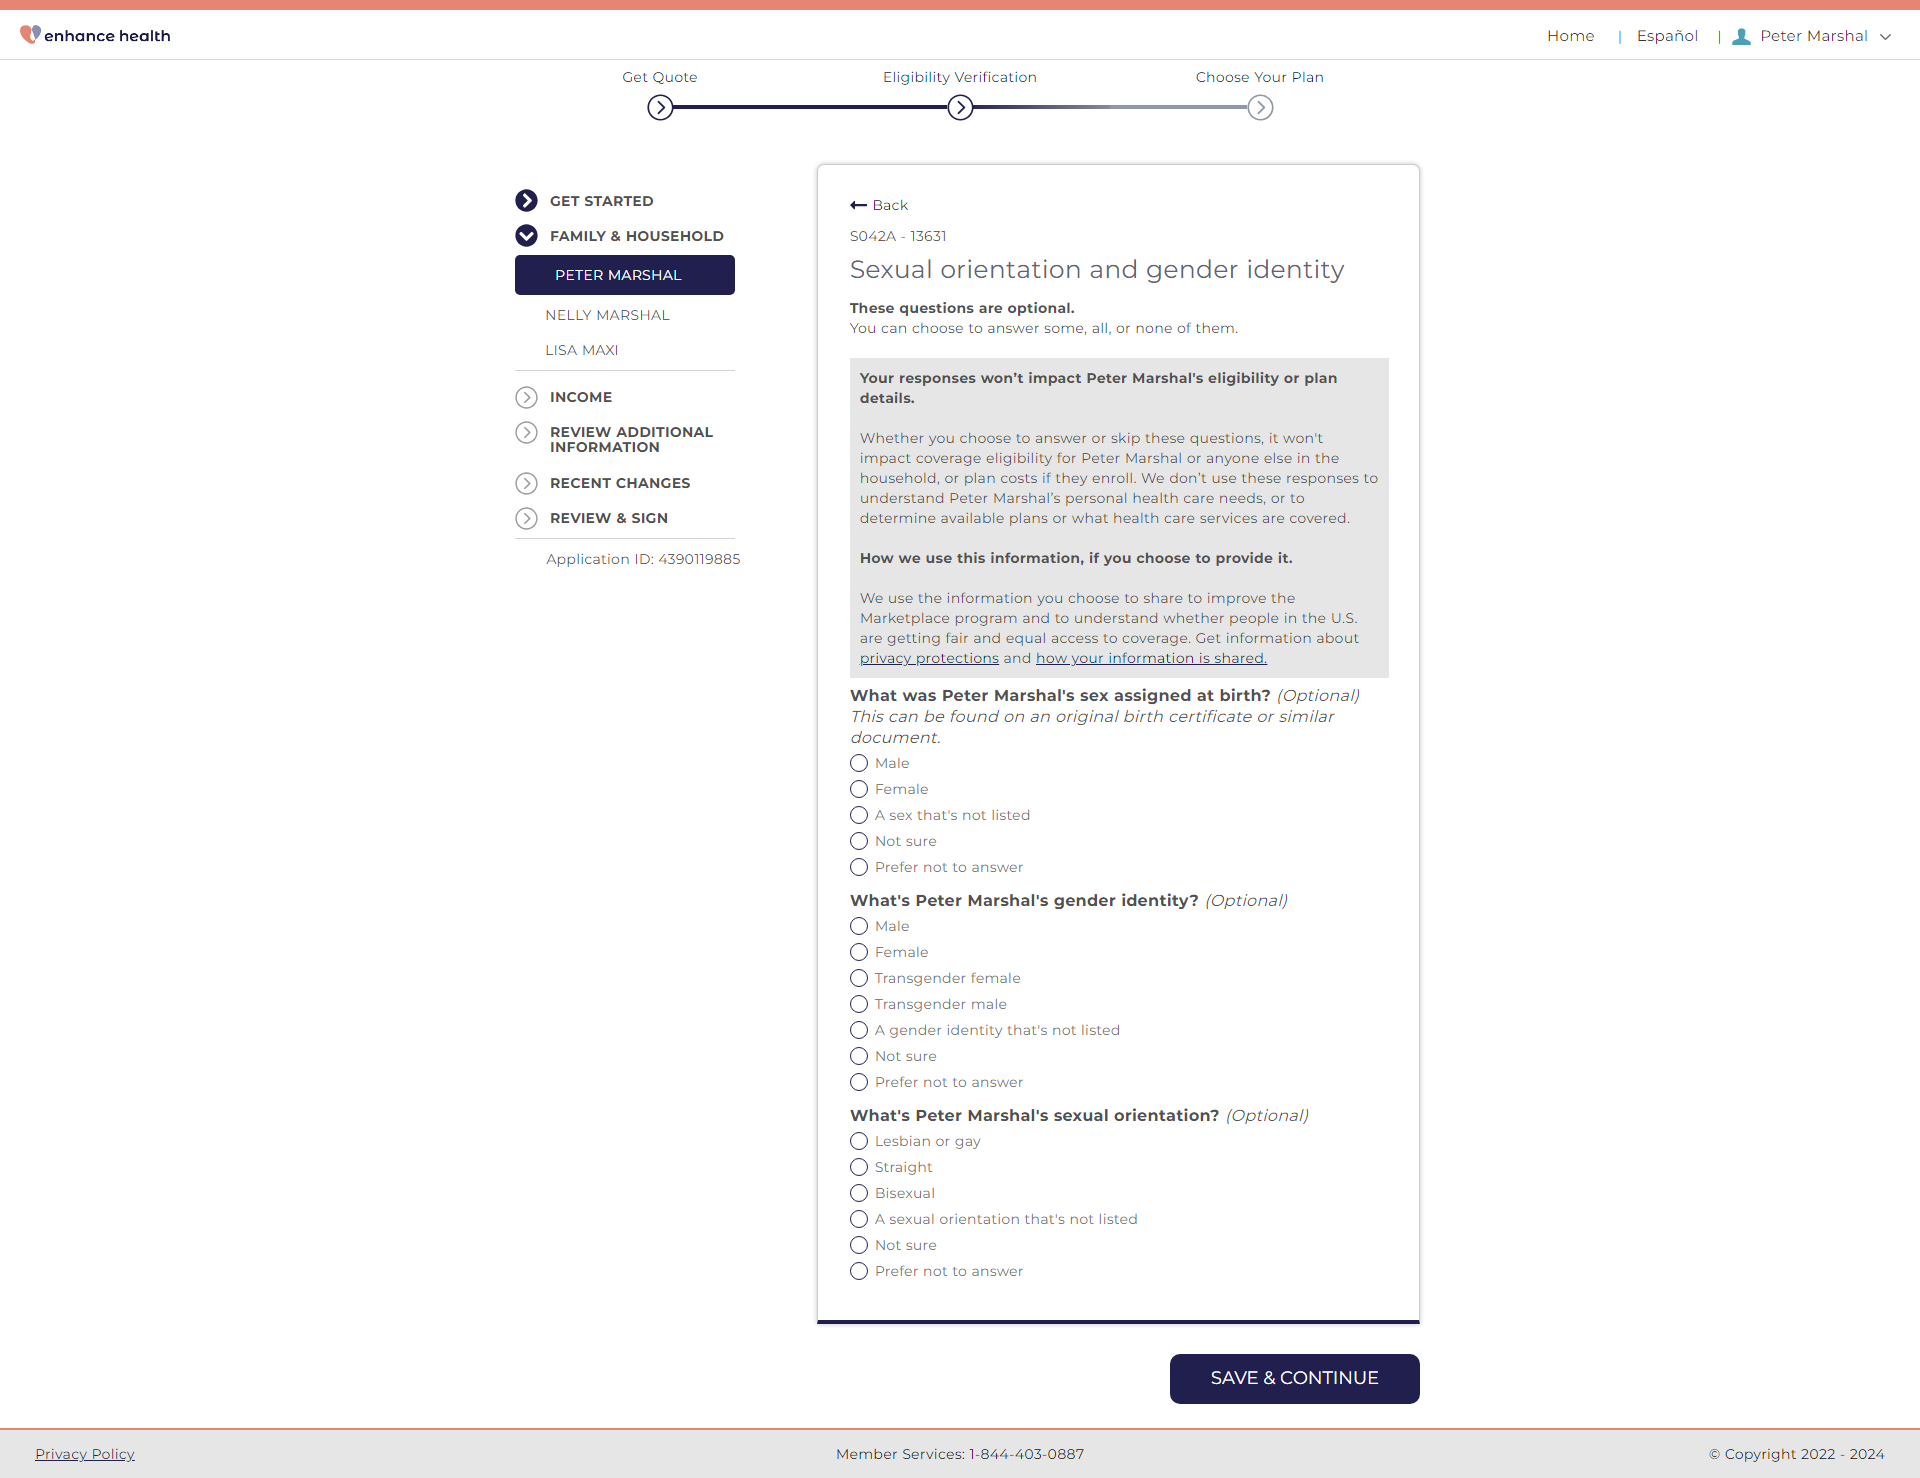 enhance health
Home | Español | Peter Marshal
Get Quote Eligibility Verification Choose Your Plan
GET STARTED
FAMILY & HOUSEHOLD
PETER MARSHAL
NELLY MARSHAL
LISA MAXI
INCOME
REVIEW ADDITIONAL
INFORMATION
RECENT CHANGES
REVIEW & SIGN
Application ID: 4390119885
Back
S042A - 13631
Sexual orientation and gender identity
These questions are optional.
You can choose to answer some, all, or none of them.
Your responses won’t impact Peter Marshal's eligibility or plan
details.
Whether you choose to answer or skip these questions, it won't
impact coverage eligibility for Peter Marshal or anyone else in the
household, or plan costs if they enroll. We don’t use these responses to
understand Peter Marshal’s personal health care needs, or to
determine available plans or what health care services are covered.
How we use this information, if you choose to provide it.
We use the information you choose to share to improve the
Marketplace program and to understand whether people in the U.S.
are getting fair and equal access to coverage. Get information about
privacy protections and how your information is shared.
What was Peter Marshal's sex assigned at birth? (Optional)
This can be found on an original birth certificate or similar
document.
Male
Female
A sex that's not listed
Not sure
Prefer not to answer
What's Peter Marshal's gender identity? (Optional)
Male
Female
Transgender female
Transgender male
A gender identity that's not listed
Not sure
Prefer not to answer
What's Peter Marshal's sexual orientation? (Optional)
Lesbian or gay
Straight
Bisexual
A sexual orientation that's not listed
Not sure
Prefer not to answer
SAVE & CONTINUE
Privacy Policy Member Services: 1-844-403-0887 © Copyright 2022 - 2024